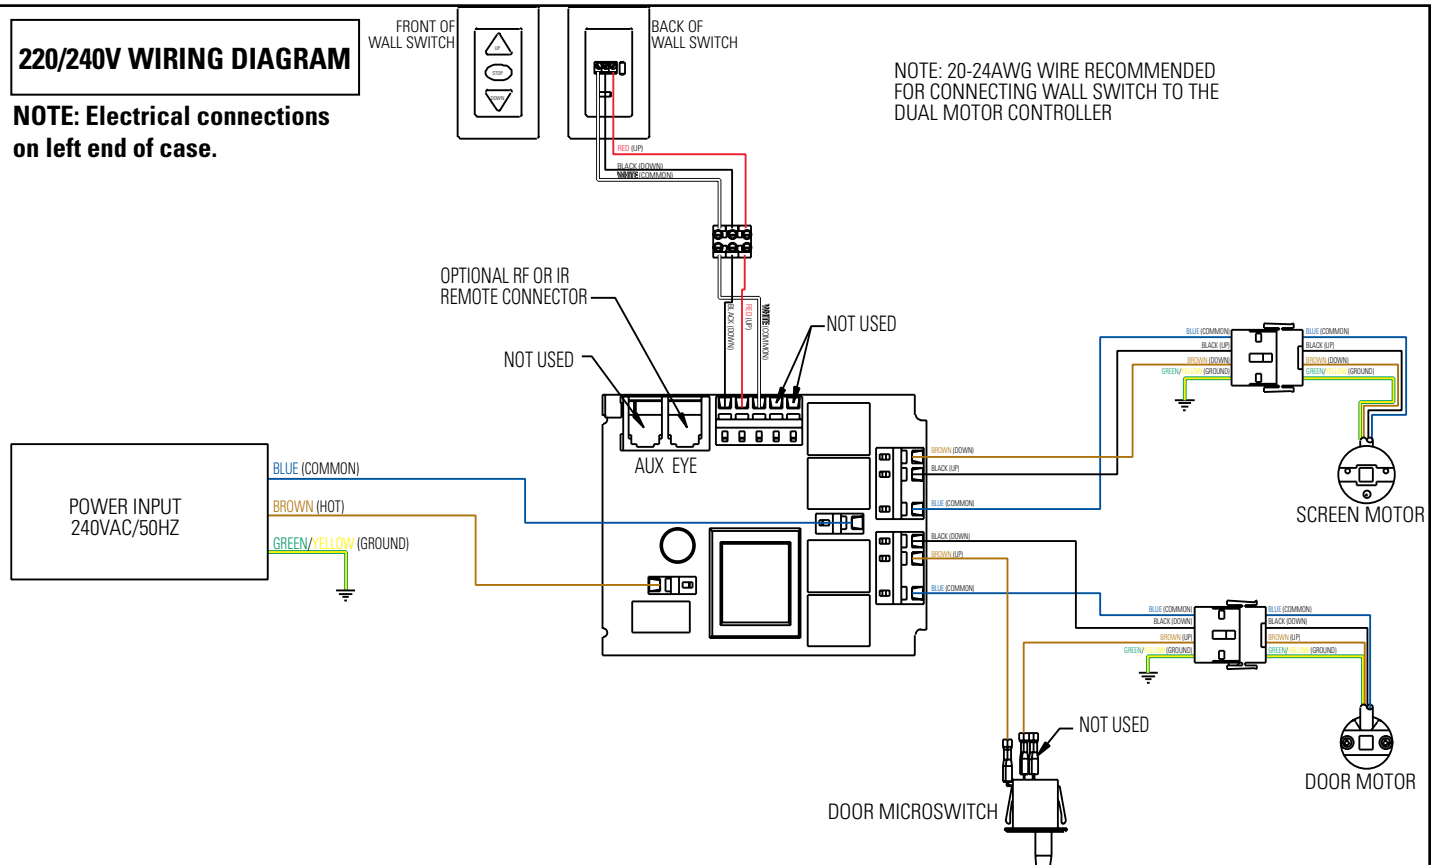 220/240V WIRING DIAGRAM
NOTE: Electrical connections
on left end of case.
FRONT OF
WALL SWITCH
UP
STOP
DOWN
BACK OF
WALL SWITCH
NOTE: 20-24AWG WIRE RECOMMENDED
FOR CONNECTING WALL SWITCH TO THE
DUAL MOTOR CONTROLLER
RED (UP)
BLACK (DOWN)
WHITE (COMMON)
OPTIONAL RF OR IR
REMOTE CONNECTOR
BLACK (DOWN)
RED (UP)
WHITE (COMMON)
NOT USED
NOT USED
AUX EYE
POWER INPUT
240VAC/50HZ
BLUE (COMMON)
BROWN (HOT)
GREEN/YELLOW (GROUND)
BROWN (DOWN)
BLACK (UP)
BLUE (COMMON)
BLACK (DOWN)
BROWN (UP)
BLUE (COMMON)
BLUE (COMMON)
BLACK (UP)
BROWN (DOWN)
GREEN/YELLOW (GROUND)
BLUE (COMMON)
BLACK (UP)
BROWN (DOWN)
GREEN/YELLOW (GROUND)
SCREEN MOTOR
BLUE (COMMON)
BLACK (DOWN)
BROWN (UP)
GREEN/YELLOW (GROUND)
BLUE (COMMON)
BLACK (DOWN)
BROWN (UP)
GREEN/YELLOW (GROUND)
DOOR MOTOR
NOT USED
DOOR MICROSWITCH